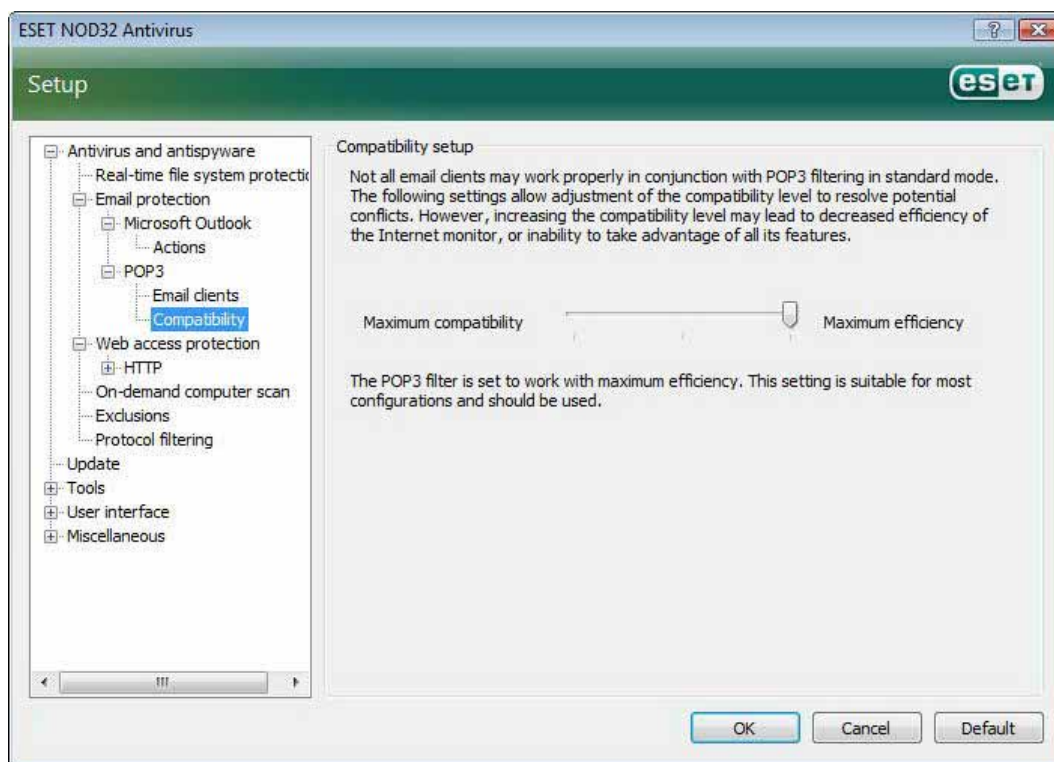 ESET NOD32 Antivirus
Setup
eset
Antivirus and antispyware
Real-time file system protectic
Email protection
Microsoft Outlook
Actions
POP3
Email clients
Compatibility
Web access protection
HTTP
On-demand computer scan
Exclusions
Protocol filtering
Update
Tools
User interface
Miscellaneous
Compatibility setup
Not all email clients may work properly in conjunction with POP3 filtering in standard mode.
The following settings allow adjustment of the compatibility level to resolve potential
conflicts. However, increasing the compatibility level may lead to decreased efficiency of
the Internet monitor, or inability to take advantage of all its features.
Maximum compatibility
Maximum efficiency
The POP3 filter is set to work with maximum efficiency. This setting is suitable for most
configurations and should be used.
OK
Cancel
Default